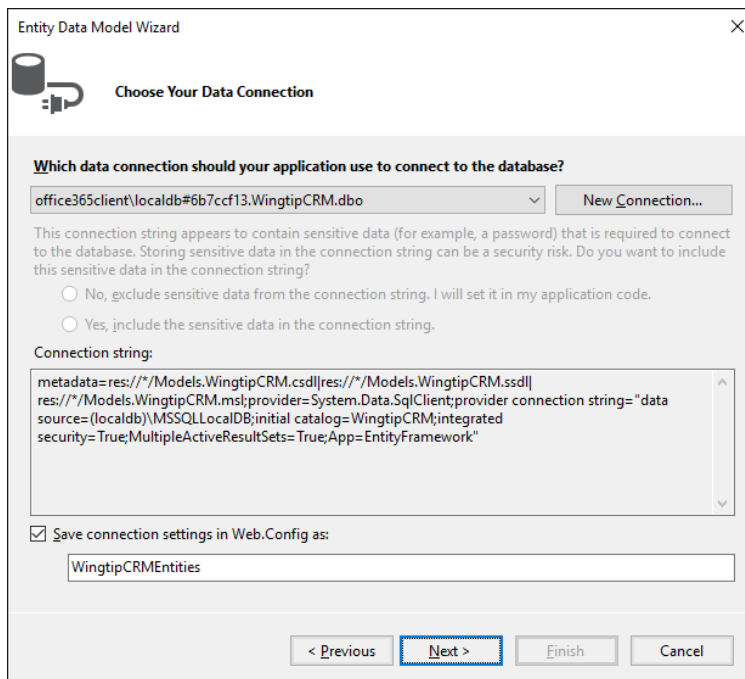 Entity Data Model Wizard
Choose Your Data Connection
Which data connection should your application use to connect to the database?
office365client\localdb#6b7ccf13.WingtipCRM.dbo
New Connection...
This connection string appears to contain sensitive data (for example, a password) that is required to connect
to the database. Storing sensitive data in the connection string can be a security risk. Do you want to include
this sensitive data in the connection string?
No, exclude sensitive data from the connection string. I will set it in my application code.
Yes, include the sensitive data in the connection string.
Connection string:
metadata=res://*/Models.WingtipCRM.csdl|res://*/Models.WingtipCRM.ssdl|
res://*/Models.WingtipCRM.msl;provider=System.Data.SqlClient;provider connection string="data
source=(localdb)\MSSQLLocalDB;initial catalog=WingtipCRM;integrated
security=True;MultipleActiveResultSets=True;App=EntityFramework"
Save connection settings in Web.Config as:
WingtipCRMEntities
< Previous
Next >
Finish
Cancel